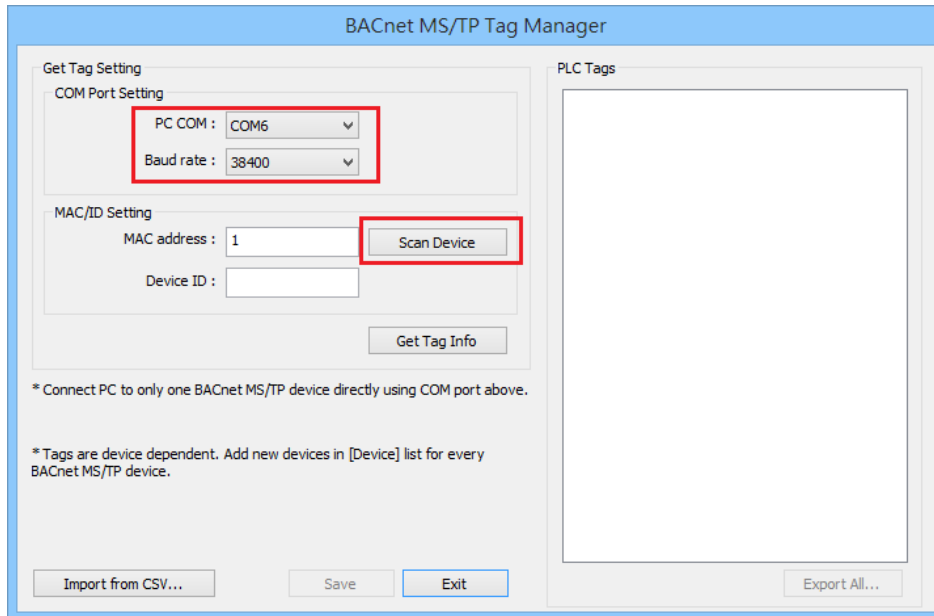 BACnet MS/TP Tag Manager
Get Tag Setting
COM Port Setting
PC COM : COM6
Baud rate : 38400
MAC/ID Setting
MAC address : 1
Scan Device
Device ID :
Get Tag Info
* Connect PC to only one BACnet MS/TP device directly using COM port above.
* Tags are device dependent. Add new devices in [Device] list for every
BACnet MS/TP device.
Import from CSV...
Save
Exit
PLC Tags
Export All...